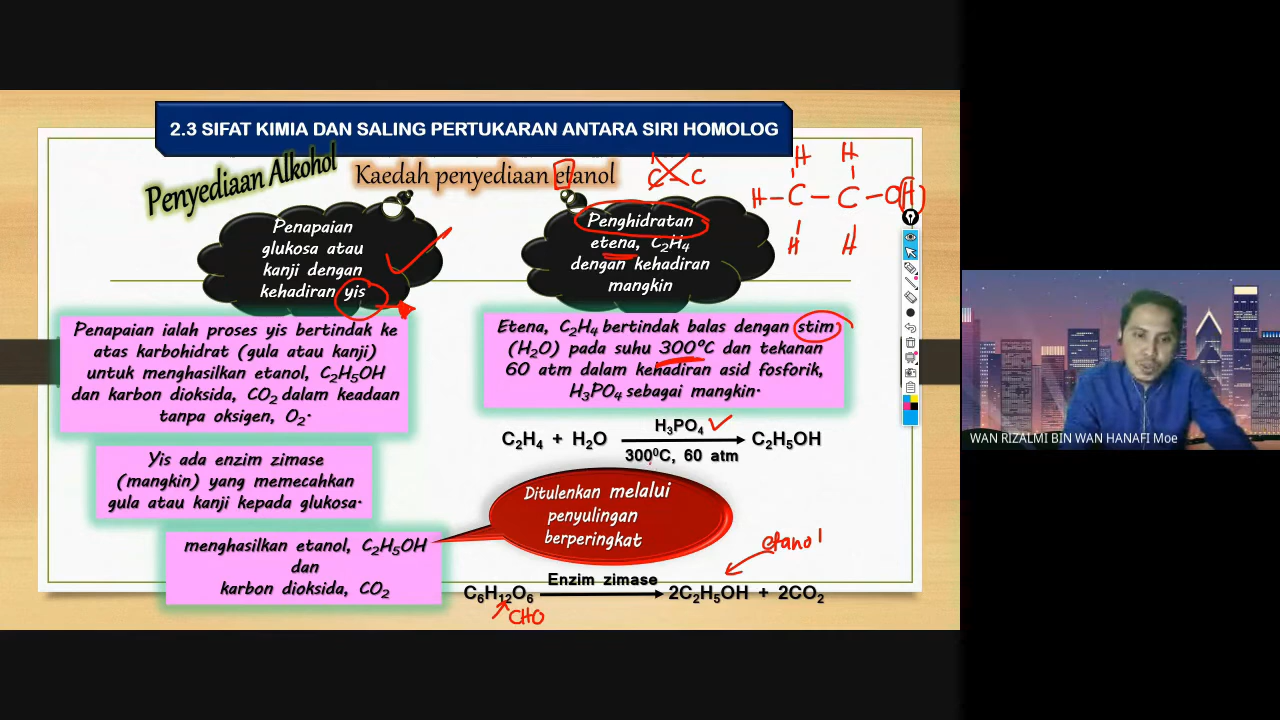 2.3 SIFAT KIMIA DAN SALING PERTUKARAN ANTARA SIRI HOMOLOG
Penyediaan Alkohol
Kaedah penyediaan etanol
Penapaian
glukosa atau
kanji dengan
kehadiran yis
Penghidratan
etena, C₂H₄
dengan kehadiran
mangkin
C C
H H
H - C - C - OH
H H
Penapaian ialah proses yis bertindak ke
atas karbohidrat (gula atau kanji)
untuk menghasilkan etanol, C₂H₅OH
dan karbon dioksida, CO₂ dalam keadaan
tanpa oksigen, O₂.
Etena, C₂H₄ bertindak balas dengan stim
(H₂O) pada suhu 300°C dan tekanan
60 atm dalam kehadiran asid fosforik,
H₃PO₄ sebagai mangkin.
H₃PO₄
C₂H₄ + H₂O → C₂H₅OH
300⁰C, 60 atm
Yis ada enzim zimase
(mangkin) yang memecahkan
gula atau kanji kepada glukosa.
Ditulenkan melalui
penyulingan
berperingkat
menghasilkan etanol, C₂H₅OH
dan
karbon dioksida, CO₂
etanol
Enzim zimase
C₆H₁₂O₆ → 2C₂H₅OH + 2CO₂
CHO
WAN RIZALMI BIN WAN HANAFI Moe